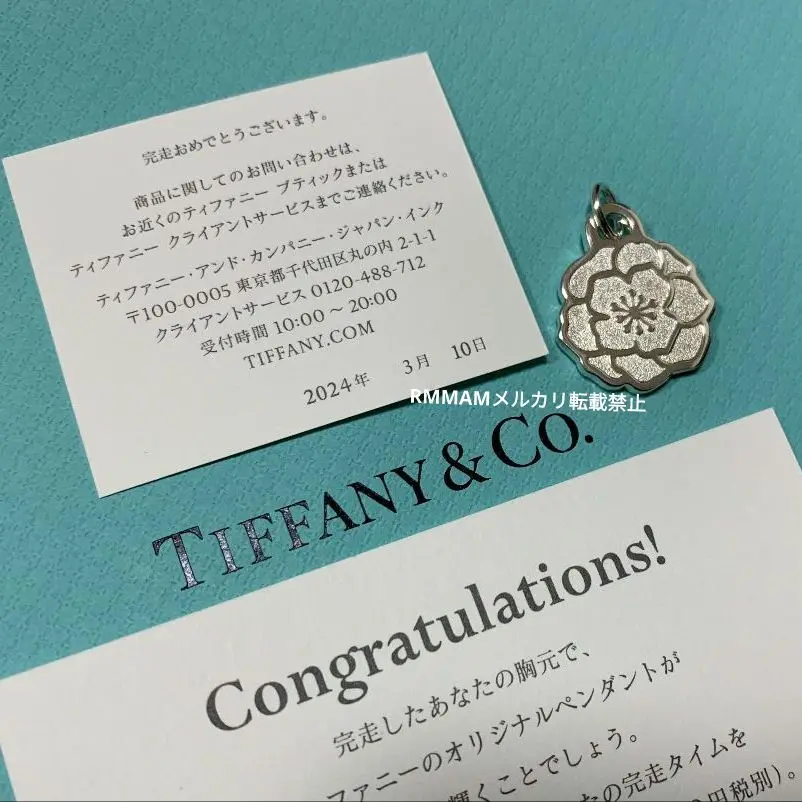 完走おめでとうございます。
商品に関してのお問い合わせは、
お近くのティファニー ブティックまたは
ティファニー クライアントサービスまでご連絡ください。
ティファニー・アンド・カンパニー・ジャパン・インク
〒100-0005 東京都千代田区丸の内 2-1-1
クライアントサービス 0120-488-712
受付時間 10:00 ~ 20:00
TIFFANY.COM
2024年 3月 10日
RMMAMメルカリ転載禁止
TIFFANY & CO.
Congratulations!
完走したあなたの胸元で、
ファニーのオリジナルペンダントが
輝くことでしょう。
の完走タイムを
円税別)。